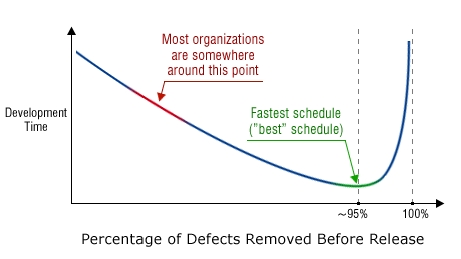 Most organizations
are somewhere
around this point
Development
Time
Fastest schedule
("best" schedule)
~95%
100%
Percentage of Defects Removed Before Release